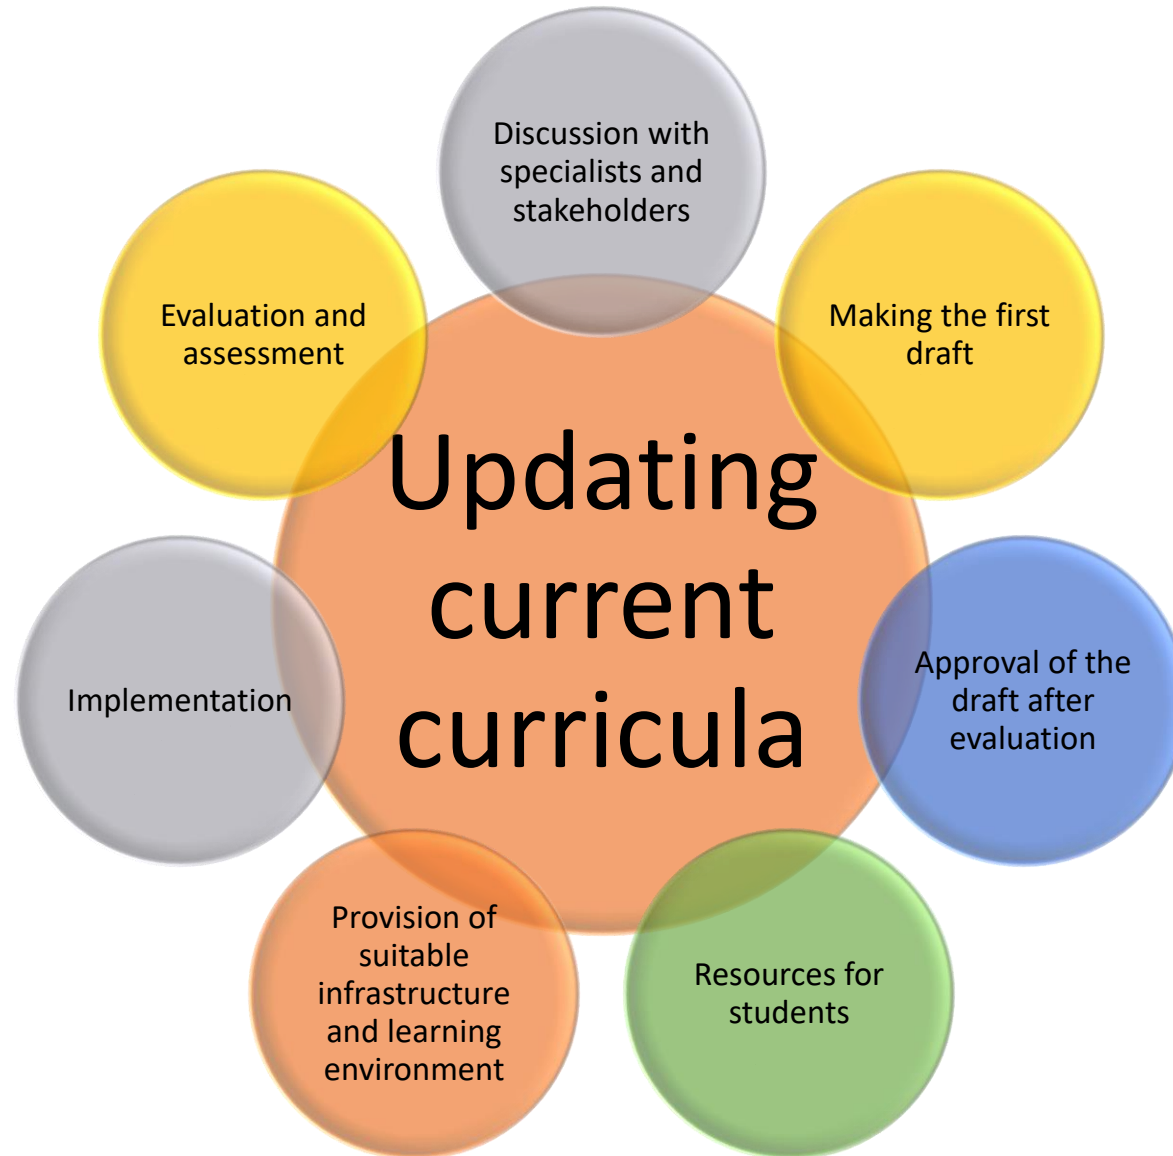 Discussion with
specialists and
stakeholders
Making the first
draft
Approval of the
draft after
evaluation
Resources for
students
Provision of
suitable
infrastructure
and learning
environment
Implementation
Evaluation and
assessment
Updating
current
curricula